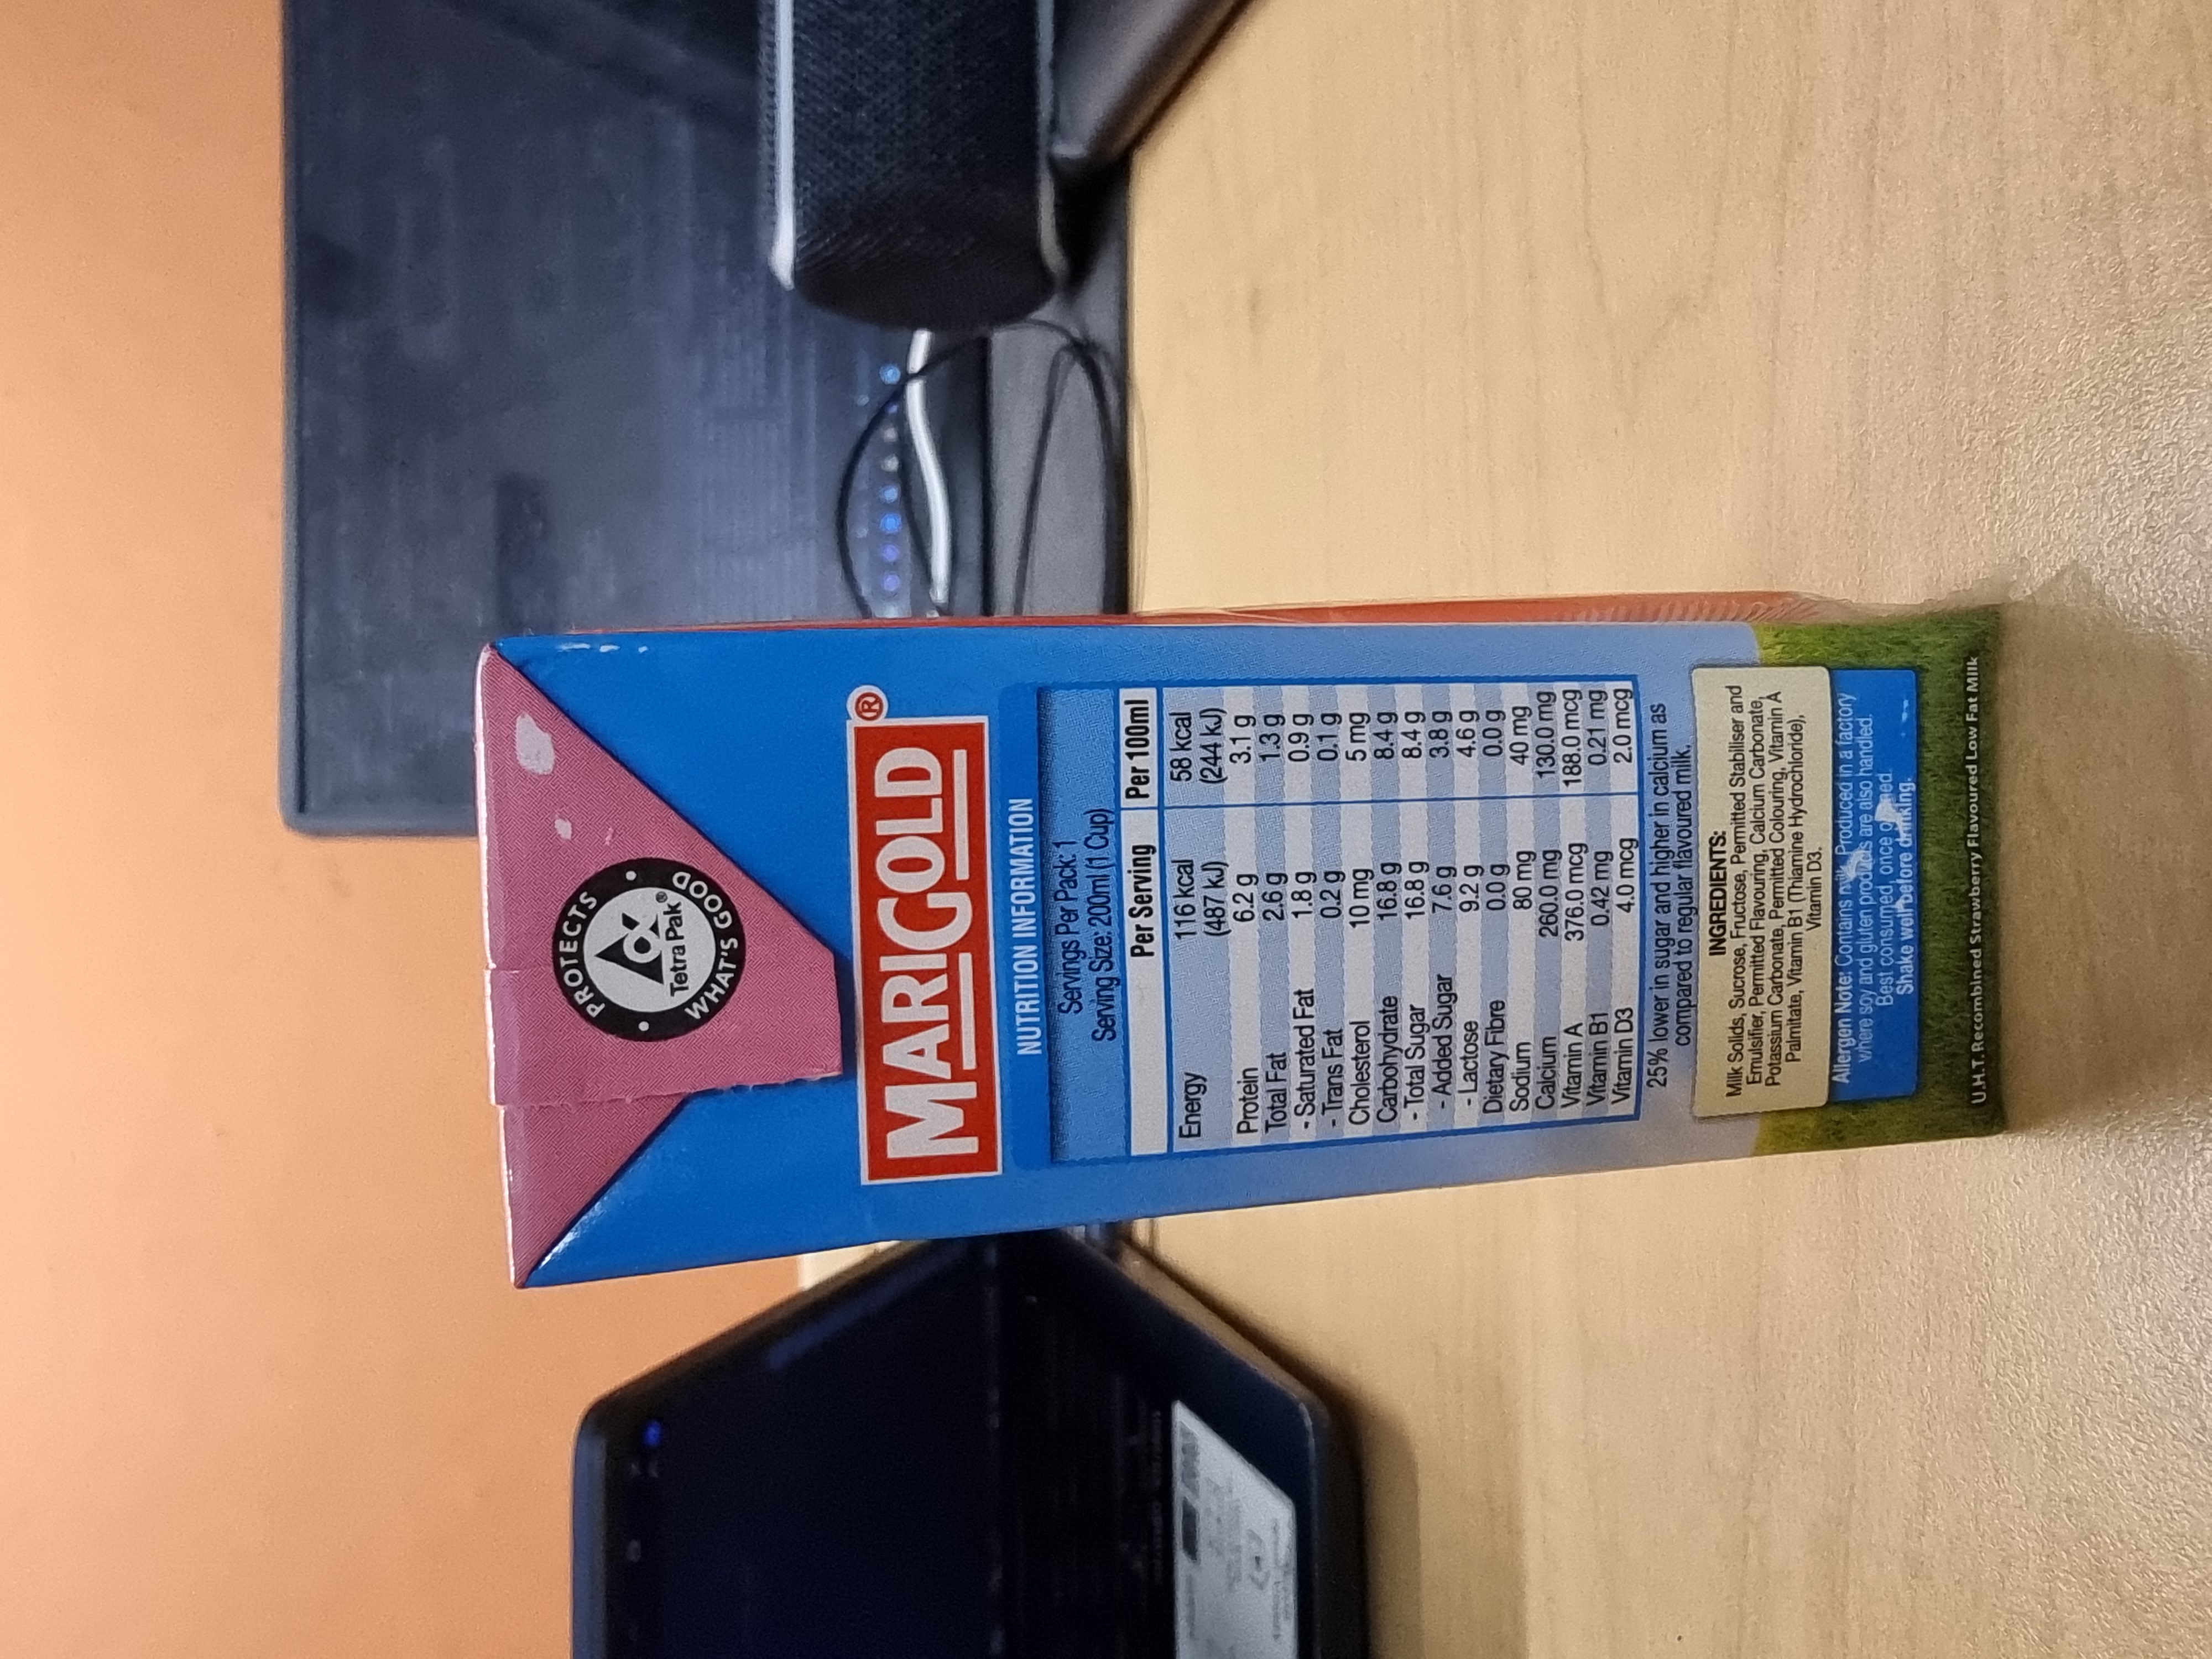 PROTECTS
Tetra Pak®
WHAT'S GOOD
MARIGOLD®
NUTRITION INFORMATION
Servings Per Pack: 1
Serving Size: 200ml (1 Cup)
Per Serving Per 100ml
Energy 116 kcal 58 kcal
(487 kJ) (244 kJ)
Protein 6.2 g 3.1 g
Total Fat 2.6 g 1.3 g
- Saturated Fat 1.8 g 0.9 g
- Trans Fat 0.2 g 0.1 g
Cholesterol 10 mg 5 mg
Carbohydrate 16.8 g 8.4 g
- Total Sugar 16.8 g 8.4 g
- Added Sugar 7.6 g 3.8 g
- Lactose 9.2 g 4.6 g
Dietary Fibre 0.0 g 0.0 g
Sodium 80 mg 40 mg
Calcium 260.0 mg 130.0 mg
Vitamin A 376.0 mcg 188.0 mcg
Vitamin B1 0.42 mg 0.21 mg
Vitamin D3 4.0 mcg 2.0 mcg
25% lower in sugar and higher in calcium as
compared to regular flavoured milk.
INGREDIENTS:
Milk Solids, Sucrose, Fructose, Permitted Stabiliser and
Emulsifier, Permitted Flavouring, Calcium Carbonate,
Potassium Carbonate, Permitted Colouring, Vitamin A
Palmitate, Vitamin B1 (Thiamine Hydrochloride),
Vitamin D3.
Allergen Note: Contains milk. Produced in a factory
where soy and gluten products are also handled.
Best consumed, once opened.
Shake well before drinking.
U.H.T. Recombined Strawberry Flavoured Low Fat Milk